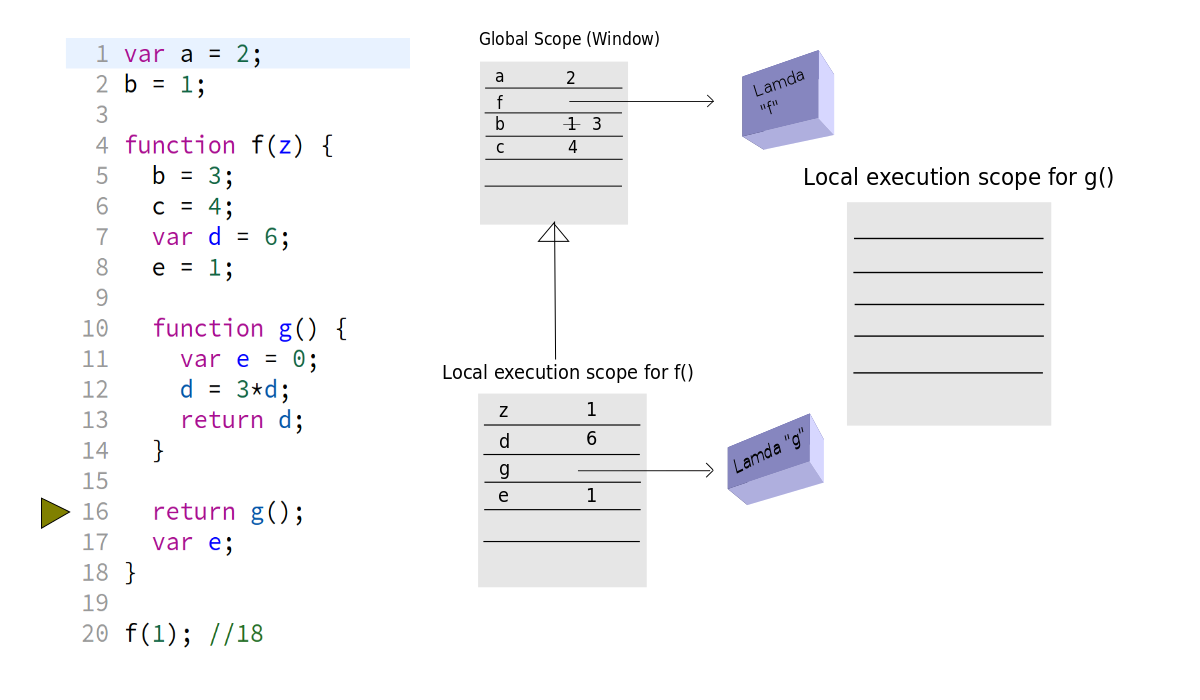 1 var a = 2;
2 b = 1;
3
4 function f(z) {
5 b = 3;
6 c = 4;
7 var d = 6;
8 e = 1;
9
10 function g() {
11 var e = 0;
12 d = 3*d;
13 return d;
14 }
15
16 return g();
17 var e;
18 }
19
20 f(1); //18
Global Scope (Window)
a 2
f
b 1 3
c 4
Lamda
"f"
Local execution scope for g()
Local execution scope for f()
z 1
d 6
g
e 1
Lamda "g"